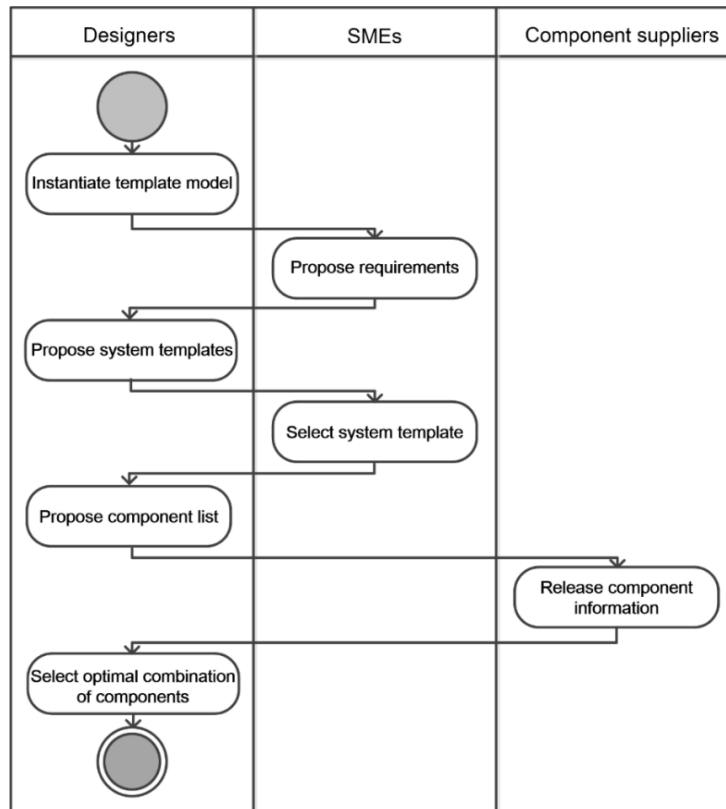 Designers
SMEs
Component suppliers
Instantiate template model
Propose requirements
Propose system templates
Select system template
Propose component list
Release component
information
Select optimal combination
of components